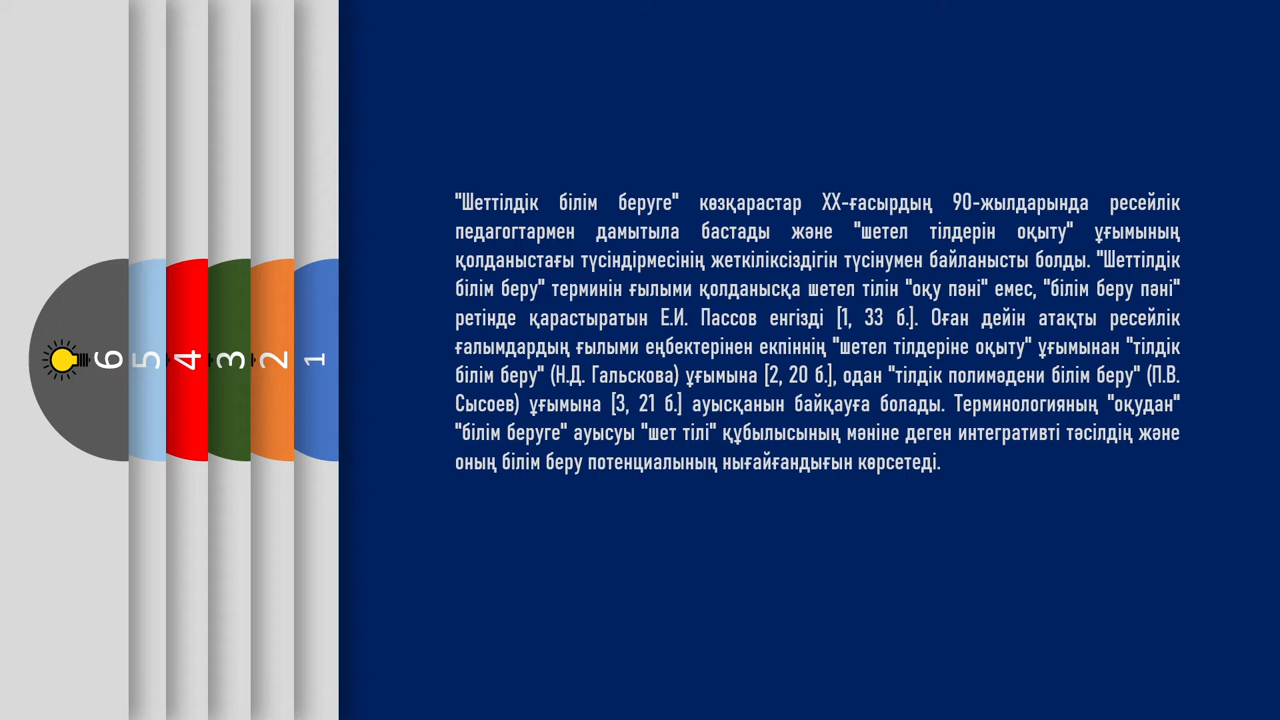 6
5
4
3
2
1
"Шеттілдік білім беруге" көзқарастар ХХ-ғасырдың 90-жылдарында ресейлік
педагогтармен дамытыла бастады және "шетел тілдерін оқыту" ұғымының
қолданыстағы түсіндірмесінің жеткіліксіздігін түсінумен байланысты болды. "Шеттілдік
білім беру" терминін ғылыми қолданысқа шетел тілін "оқу пәні" емес, "білім беру пәні"
ретінде қарастыратын Е.И. Пассов енгізді [1, 33 б.]. Оған дейін атақты ресейлік
ғалымдардың ғылыми еңбектерінен екпіннің "шетел тілдеріне оқыту" ұғымынан "тілдік
білім беру" (Н.Д. Гальскова) ұғымына [2, 20 б.], одан "тілдік полимәдени білім беру" (П.В.
Сысоев) ұғымына [3, 21 б.] ауысқанын байқауға болады. Терминологияның "оқудан"
"білім беруге" ауысуы "шет тілі" құбылысының мәніне деген интегративті тәсілдің және
оның білім беру потенциалының нығайғандығын көрсетеді.